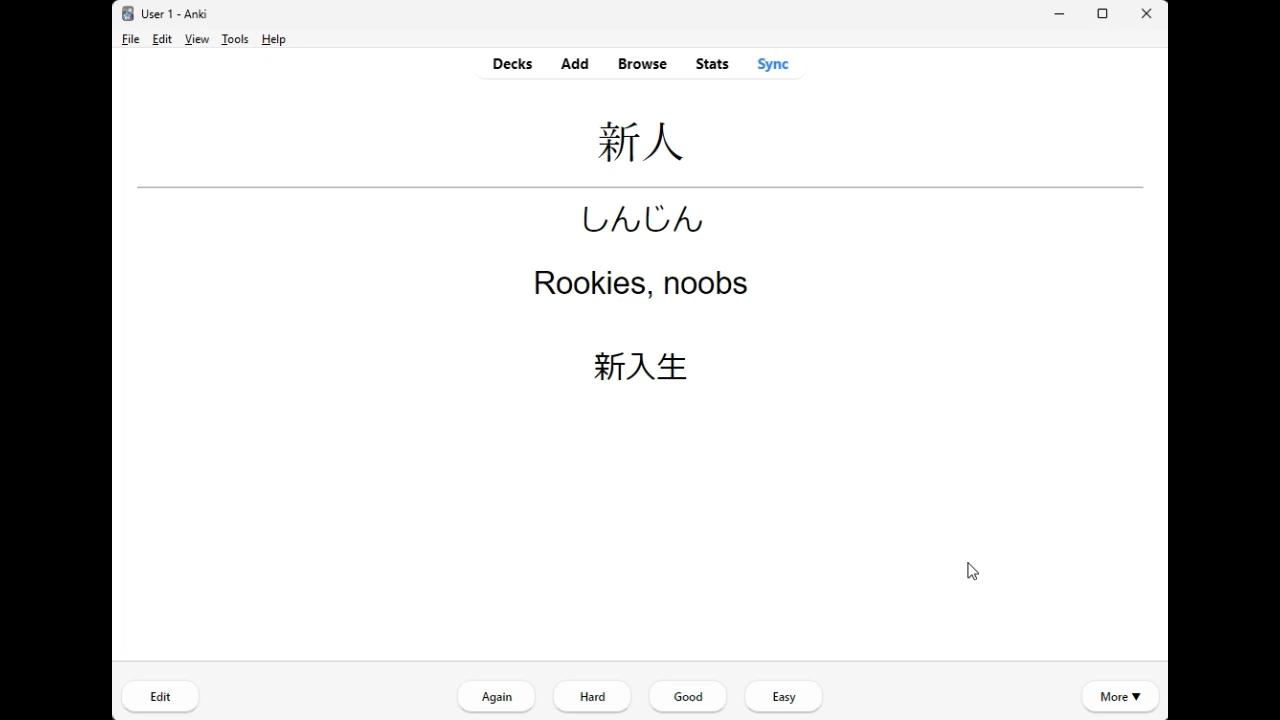 User 1 - Anki
File Edit View Tools Help
Decks Add Browse Stats Sync
新人
しんじん
Rookies, noobs
新入生
Edit Again Hard Good Easy More ▼